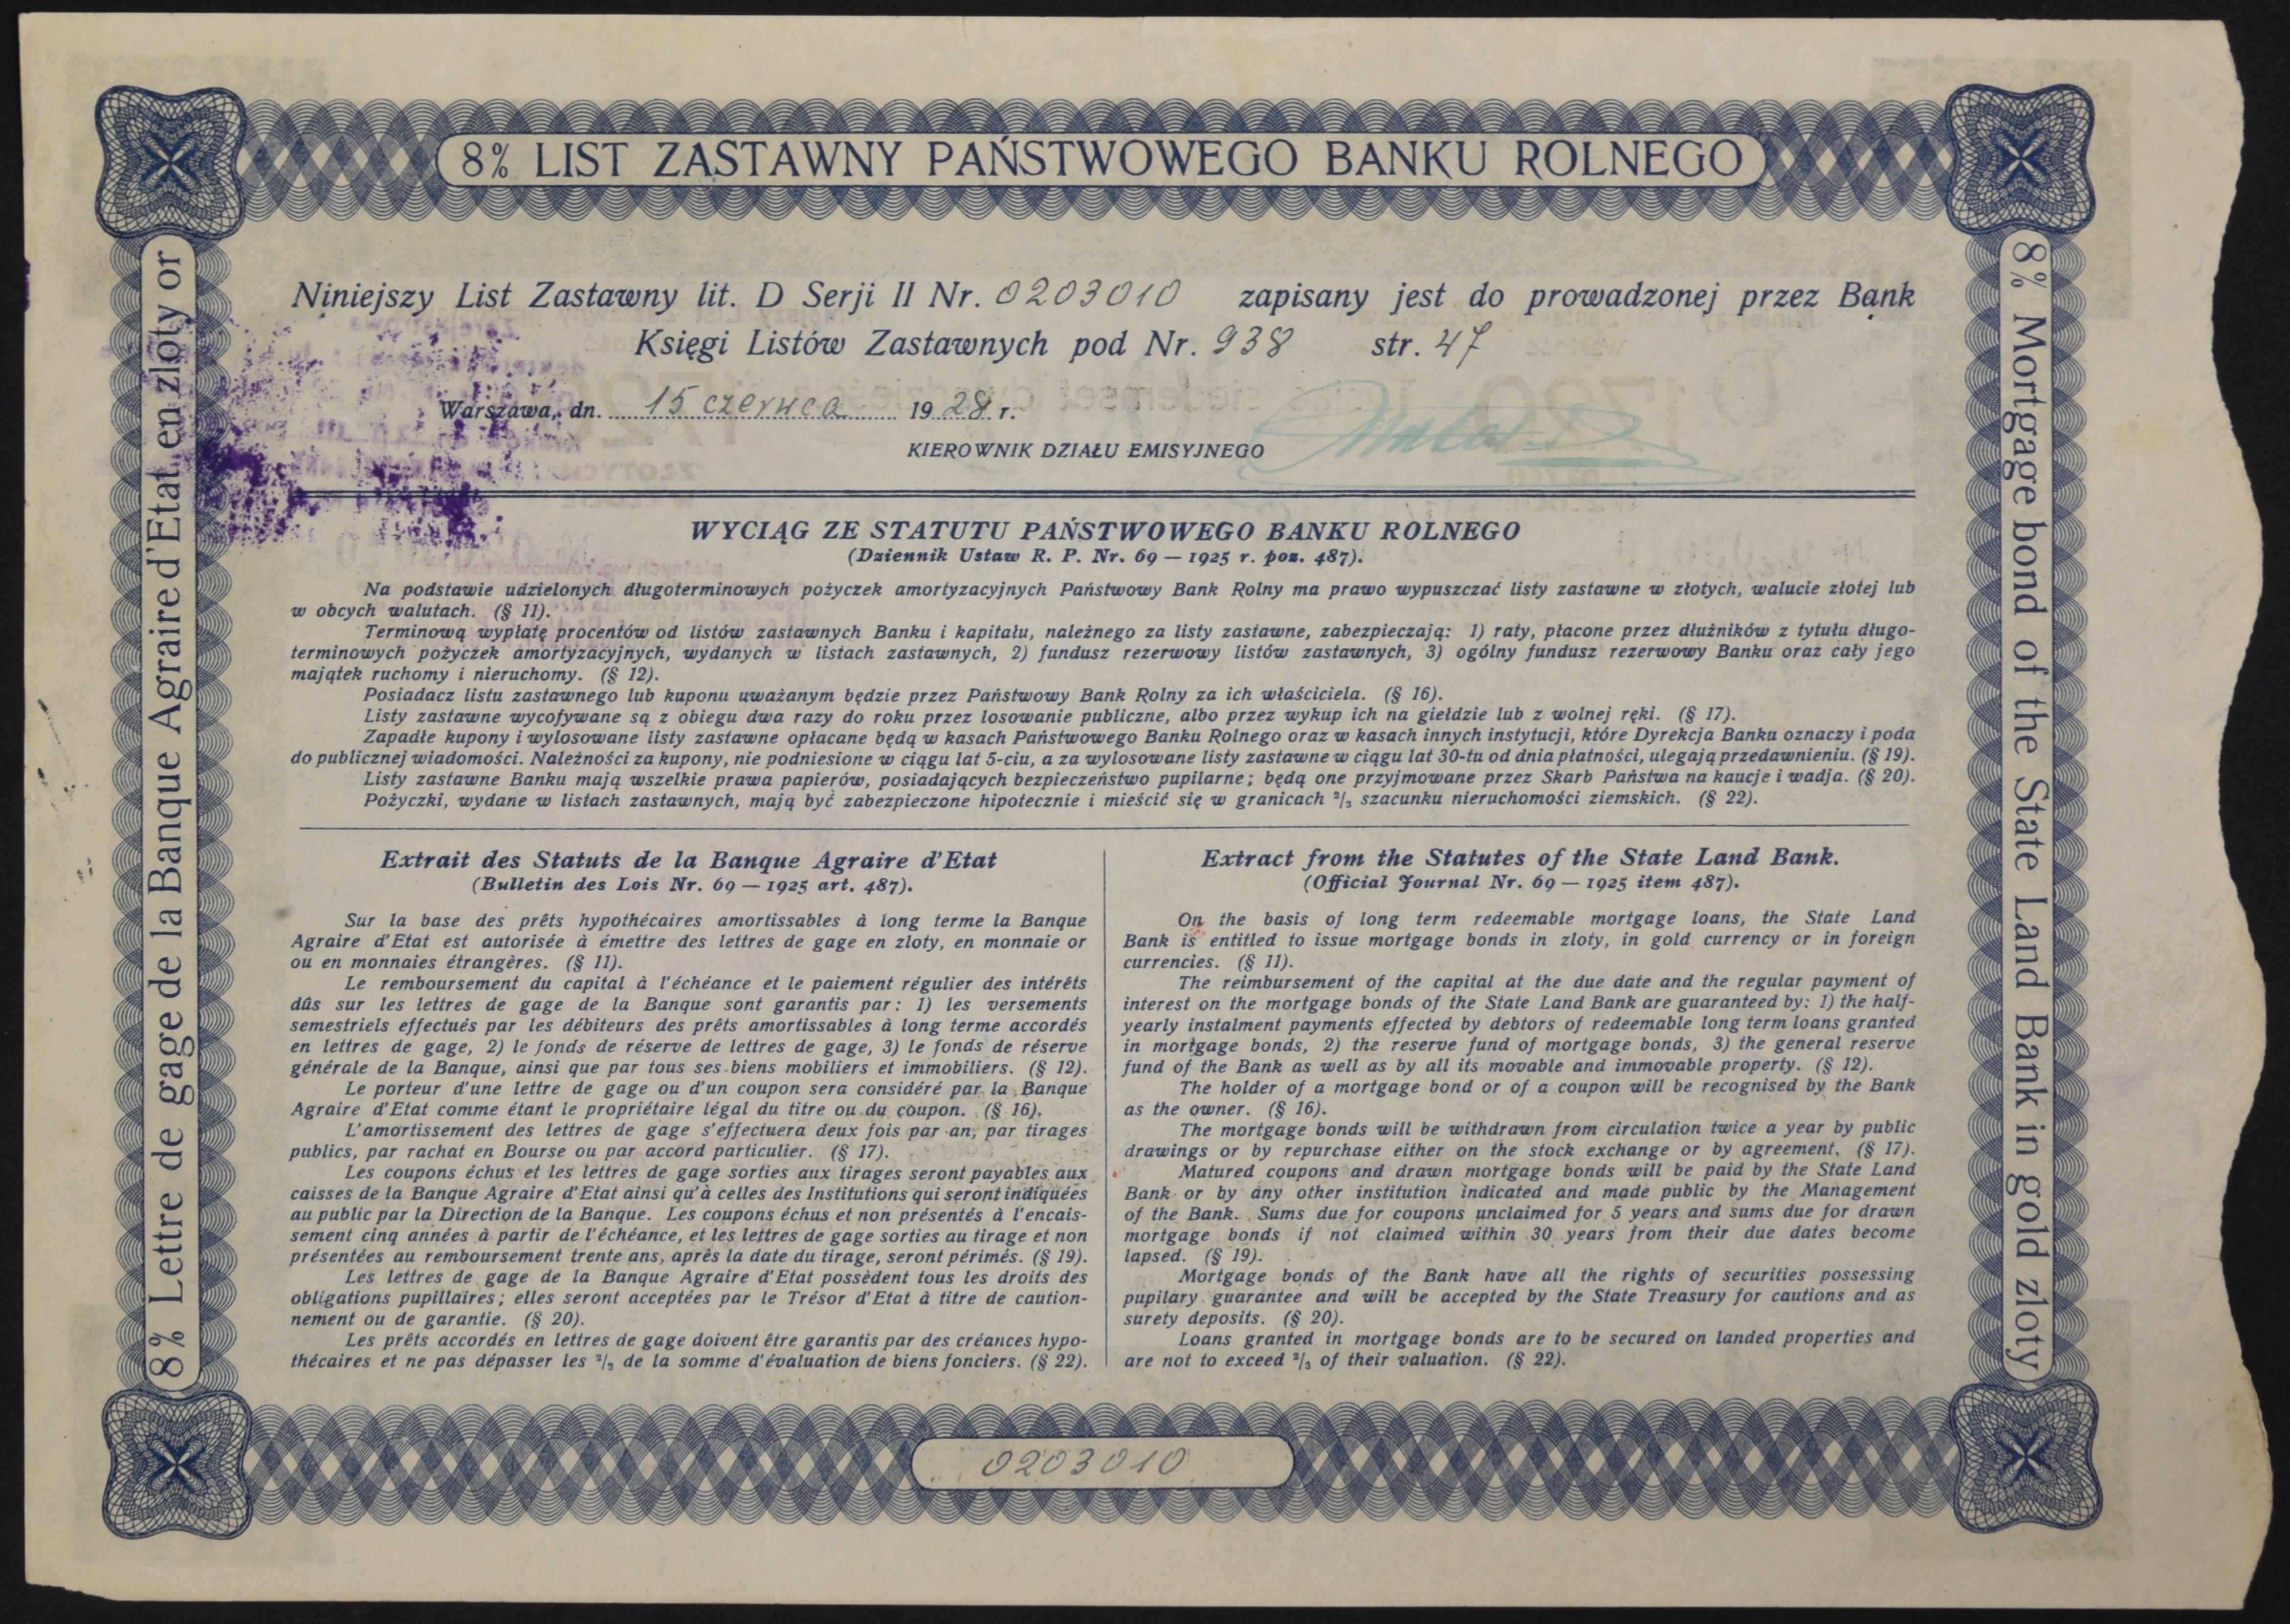 8% LIST ZASTAWNY PAŃSTWOWEGO BANKU ROLNEGO
8% Lettre de gage de la Banque Agraire d'Etat en zloty or
8% Mortgage bond of the State Land Bank in gold zloty
Niniejszy List Zastawny lit. D Serji II Nr. 0203010 zapisany jest do prowadzonej przez Bank
Księgi Listów Zastawnych pod Nr. 938 str. 47
Warszawa, dn. 15 czerwca 1928 r.
KIEROWNIK DZIAŁU EMISYJNEGO
WYCIĄG ZE STATUTU PAŃSTWOWEGO BANKU ROLNEGO
(Dziennik Ustaw R. P. Nr. 69 — 1925 r. poz. 487).
Na podstawie udzielonych długoterminowych pożyczek amortyzacyjnych Państwowy Bank Rolny ma prawo wypuszczać listy zastawne w złotych, walucie złotej lub
w obcych walutach. (§ 11).
Terminową wypłatę procentów od listów zastawnych Banku i kapitału, należnego za listy zastawne, zabezpieczają: 1) raty, płacone przez dłużników z tytułu długo-
terminowych pożyczek amortyzacyjnych, wydanych w listach zastawnych, 2) fundusz rezerwowy listów zastawnych, 3) ogólny fundusz rezerwowy Banku oraz cały jego
majątek ruchomy i nieruchomy. (§ 12).
Posiadacz listu zastawnego lub kuponu uważanym będzie przez Państwowy Bank Rolny za ich właściciela. (§ 16).
Listy zastawne wycofywane są z obiegu dwa razy do roku przez losowanie publiczne, albo przez wykup ich na giełdzie lub z wolnej ręki. (§ 17).
Zapadłe kupony i wylosowane listy zastawne opłacane będą w kasach Państwowego Banku Rolnego oraz w kasach innych instytucji, które Dyrekcja Banku oznaczy i poda
do publicznej wiadomości. Należności za kupony, nie podniesione w ciągu lat 5-ciu, a za wylosowane listy zastawne w ciągu lat 30-tu od dnia płatności, ulegają przedawnieniu. (§ 19).
Listy zastawne Banku mają wszelkie prawa papierów, posiadających bezpieczeństwo pupilarne; będą one przyjmowane przez Skarb Państwa na kaucje i wadja. (§ 20).
Pożyczki, wydane w listach zastawnych, mają być zabezpieczone hipotecznie i mieścić się w granicach ²/₃ szacunku nieruchomości ziemskich. (§ 22).
Extrait des Statuts de la Banque Agraire d'Etat
(Bulletin des Lois Nr. 69 — 1925 art. 487).
Sur la base des prêts hypothécaires amortissables à long terme la Banque
Agraire d'Etat est autorisée à émettre des lettres de gage en zloty, en monnaie or
ou en monnaies étrangères. (§ 11).
Le remboursement du capital à l'échéance et le paiement régulier des intérêts
dûs sur les lettres de gage de la Banque sont garantis par: 1) les versements
semestriels effectués par les débiteurs des prêts amortissables à long terme accordés
en lettres de gage, 2) le fonds de réserve de lettres de gage, 3) le fonds de réserve
générale de la Banque, ainsi que par tous ses biens mobiliers et immobiliers. (§ 12).
Le porteur d'une lettre de gage ou d'un coupon sera considéré par la Banque
Agraire d'Etat comme étant le propriétaire légal du titre ou du coupon. (§ 16).
L'amortissement des lettres de gage s'effectuera deux fois par an, par tirages
publics, par rachat en Bourse ou par accord particulier. (§ 17).
Les coupons échus et les lettres de gage sorties aux tirages seront payables aux
caisses de la Banque Agraire d'Etat ainsi qu'à celles des Institutions qui seront indiquées
au public par la Direction de la Banque. Les coupons échus et non présentés à l'encais-
sement cinq années à partir de l'échéance, et les lettres de gage sorties au tirage et non
présentées au remboursement trente ans, après la date du tirage, seront périmés. (§ 19).
Les lettres de gage de la Banque Agraire d'Etat possèdent tous les droits des
obligations pupillaires; elles seront acceptées par le Trésor d'Etat à titre de caution-
nement ou de garantie. (§ 20).
Les prêts accordés en lettres de gage doivent être garantis par des créances hypo-
thécaires et ne pas dépasser les ²/₃ de la somme d'évaluation de biens fonciers. (§ 22).
Extract from the Statutes of the State Land Bank.
(Official Journal Nr. 69 — 1925 item 487).
On the basis of long term redeemable mortgage loans, the State Land
Bank is entitled to issue mortgage bonds in zloty, in gold currency or in foreign
currencies. (§ 11).
The reimbursement of the capital at the due date and the regular payment of
interest on the mortgage bonds of the State Land Bank are guaranteed by: 1) the half-
yearly instalment payments effected by debtors of redeemable long term loans granted
in mortgage bonds, 2) the reserve fund of mortgage bonds, 3) the general reserve
fund of the Bank as well as by all its movable and immovable property. (§ 12).
The holder of a mortgage bond or of a coupon will be recognised by the Bank
as the owner. (§ 16).
The mortgage bonds will be withdrawn from circulation twice a year by public
drawings or by repurchase either on the stock exchange or by agreement. (§ 17).
Matured coupons and drawn mortgage bonds will be paid by the State Land
Bank or by any other institution indicated and made public by the Management
of the Bank. Sums due for coupons unclaimed for 5 years and sums due for drawn
mortgage bonds if not claimed within 30 years from their due dates become
lapsed. (§ 19).
Mortgage bonds of the Bank have all the rights of securities possessing
pupilary guarantee and will be accepted by the State Treasury for cautions and as
surety deposits. (§ 20).
Loans granted in mortgage bonds are to be secured on landed properties and
are not to exceed ²/₃ of their valuation. (§ 22).
0203010